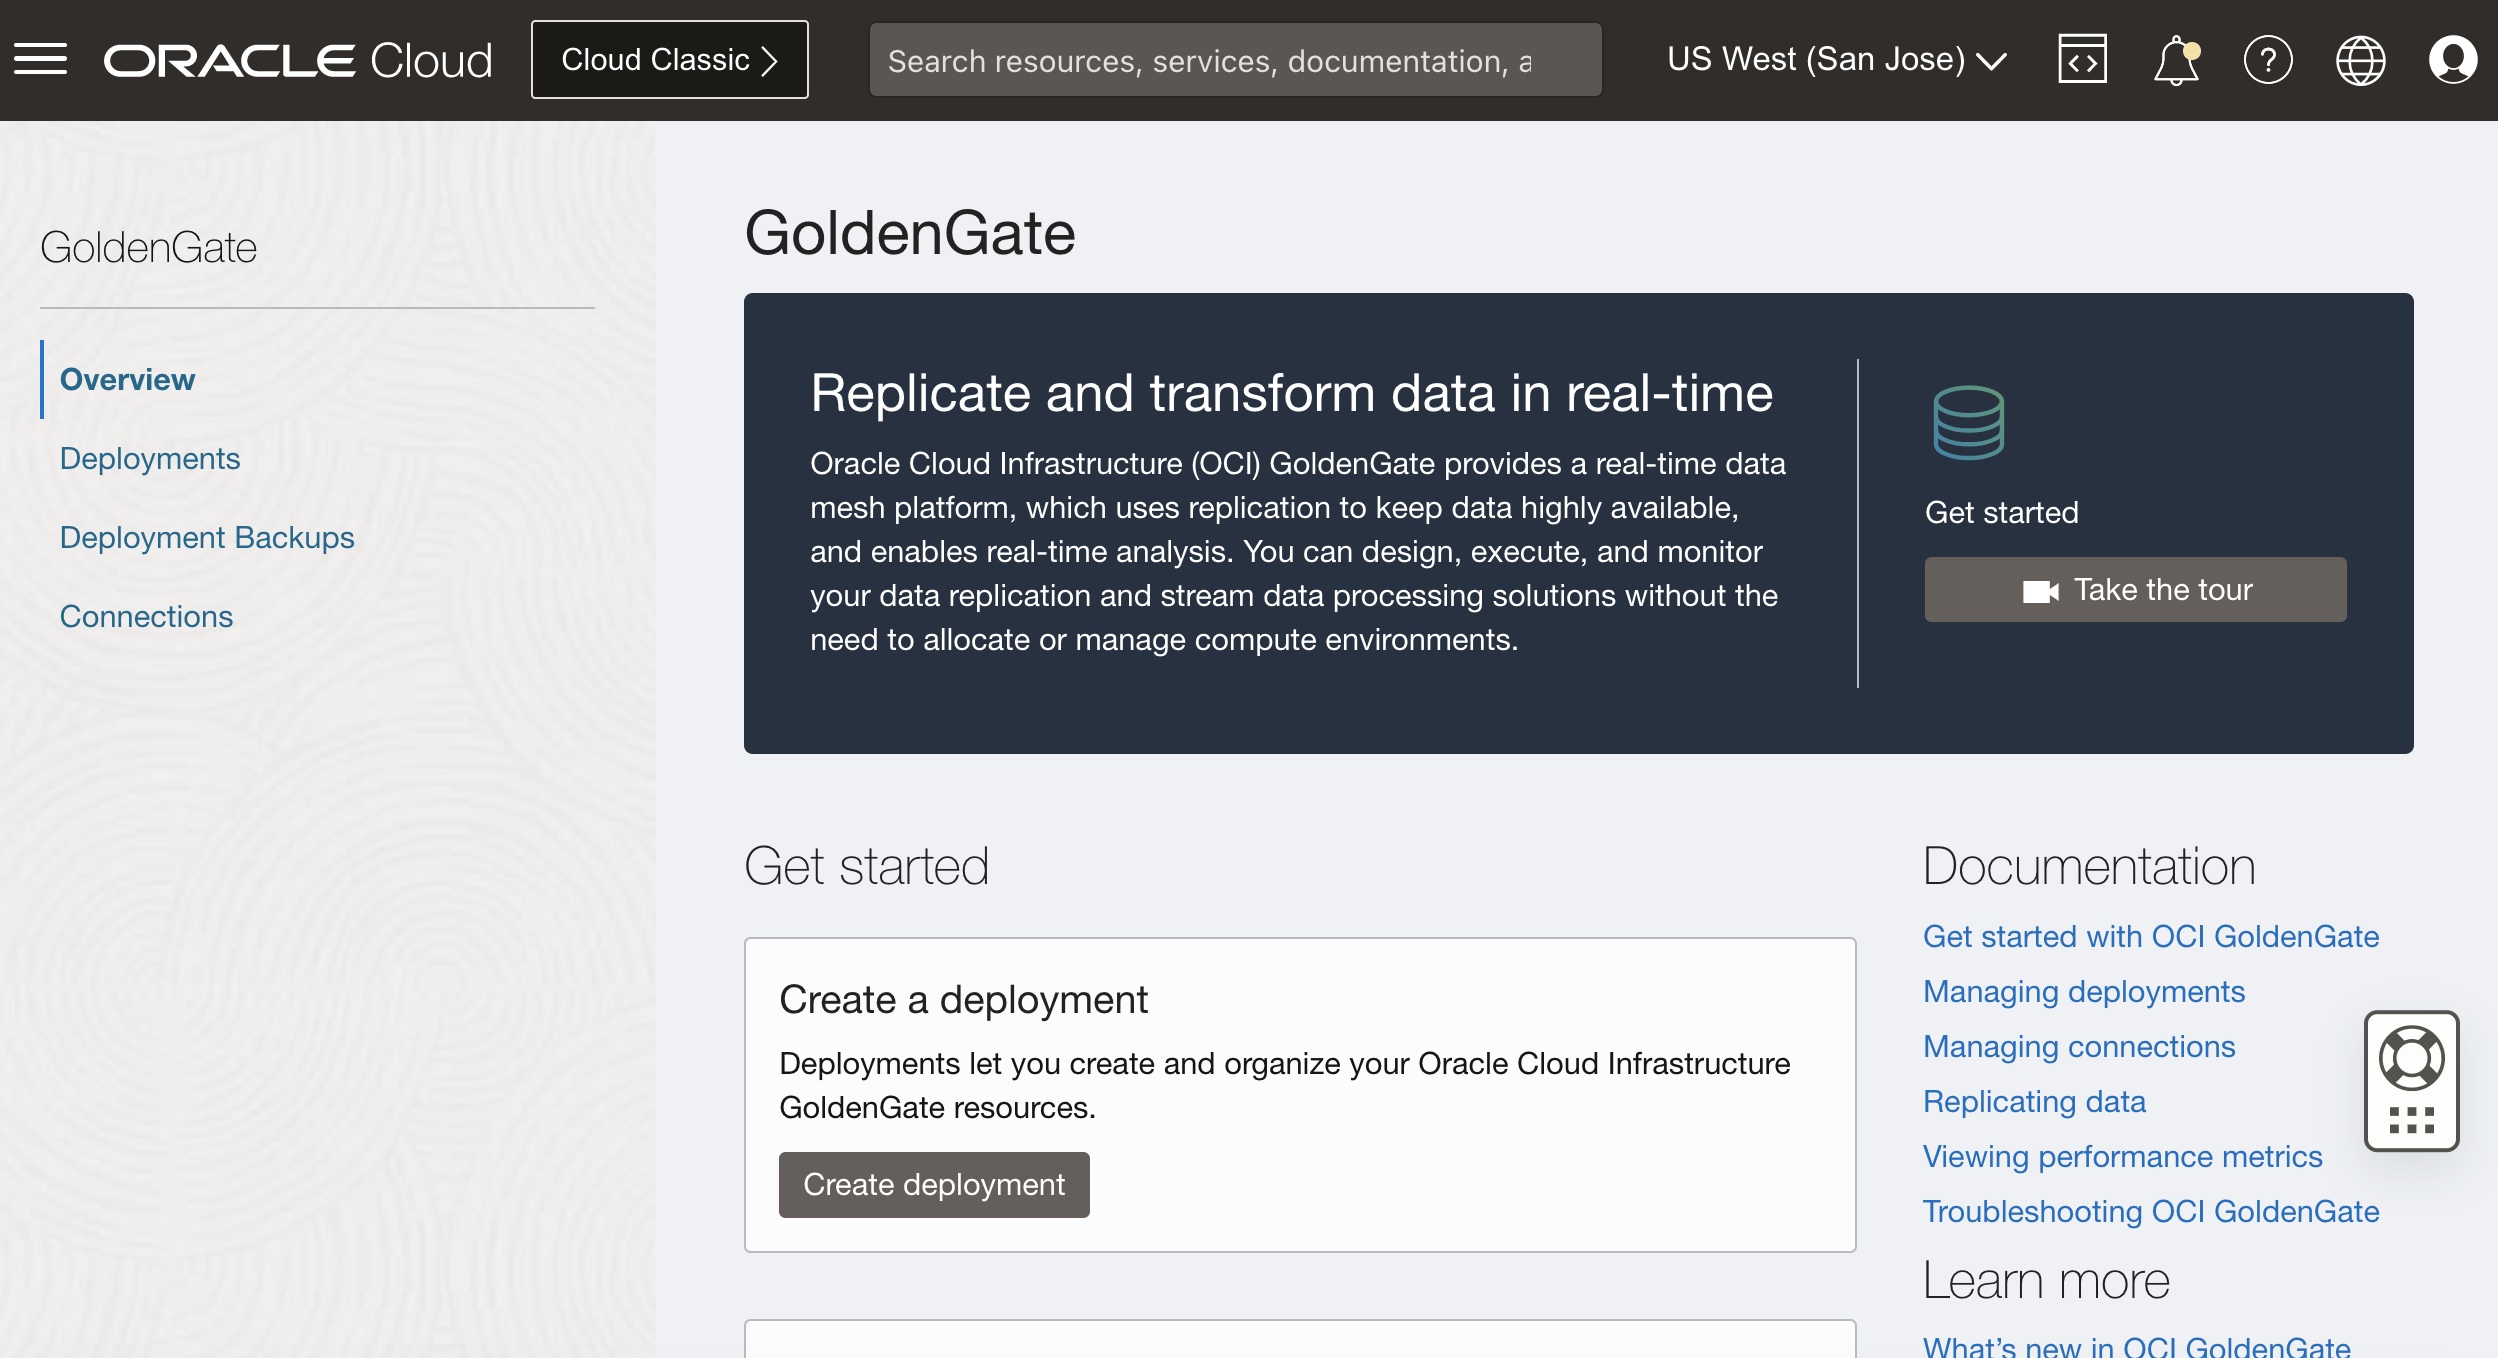 ORACLE Cloud
Cloud Classic
Search resources, services, documentation, a
US West (San Jose)
GoldenGate
Overview
Deployments
Deployment Backups
Connections
GoldenGate
Replicate and transform data in real-time
Oracle Cloud Infrastructure (OCI) GoldenGate provides a real-time data
mesh platform, which uses replication to keep data highly available,
and enables real-time analysis. You can design, execute, and monitor
your data replication and stream data processing solutions without the
need to allocate or manage compute environments.
Get started
Take the tour
Get started
Create a deployment
Deployments let you create and organize your Oracle Cloud Infrastructure
GoldenGate resources.
Create deployment
Documentation
Get started with OCI GoldenGate
Managing deployments
Managing connections
Replicating data
Viewing performance metrics
Troubleshooting OCI GoldenGate
Learn more
What's new in OCI GoldenGate